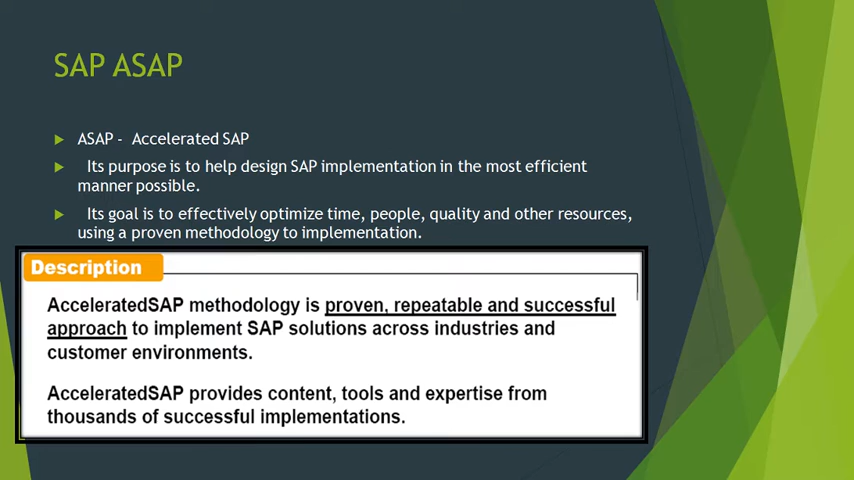 SAP ASAP
ASAP - Accelerated SAP
Its purpose is to help design SAP implementation in the most efficient
manner possible.
Its goal is to effectively optimize time, people, quality and other resources,
using a proven methodology to implementation.
Description
AcceleratedSAP methodology is proven, repeatable and successful
approach to implement SAP solutions across industries and
customer environments.
AcceleratedSAP provides content, tools and expertise from
thousands of successful implementations.